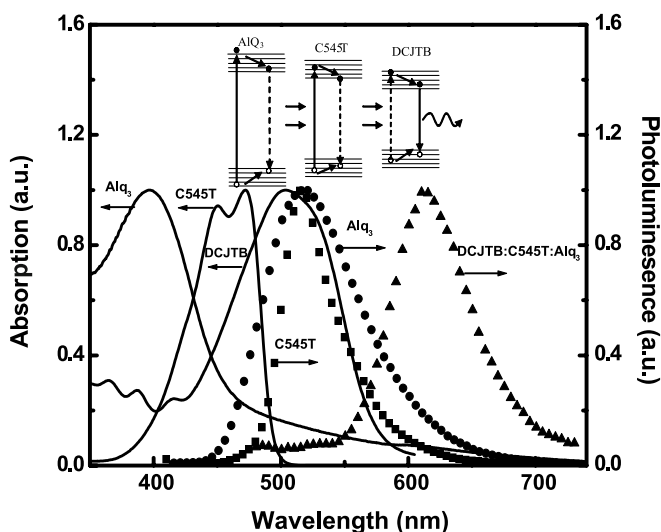 AlQ₃ C545T DCJTB
1.6 1.6
1.2 1.2
Alq₃ C545T
0.8 0.8
DCJTB Alq₃ DCJTB:C545T:Alq₃
0.4 C545T 0.4
0.0 0.0
400 500 600 700
Wavelength (nm)
Absorption (a.u.)
Photoluminesence (a.u.)